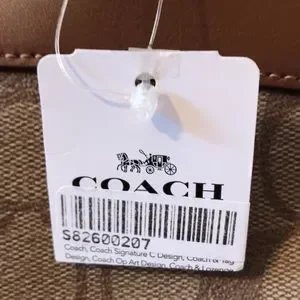 COACH
S82600207
Coach, Coach Signature C Design, Coach & Tag
Design, Coach Op Art Design, Coach & Lozenge